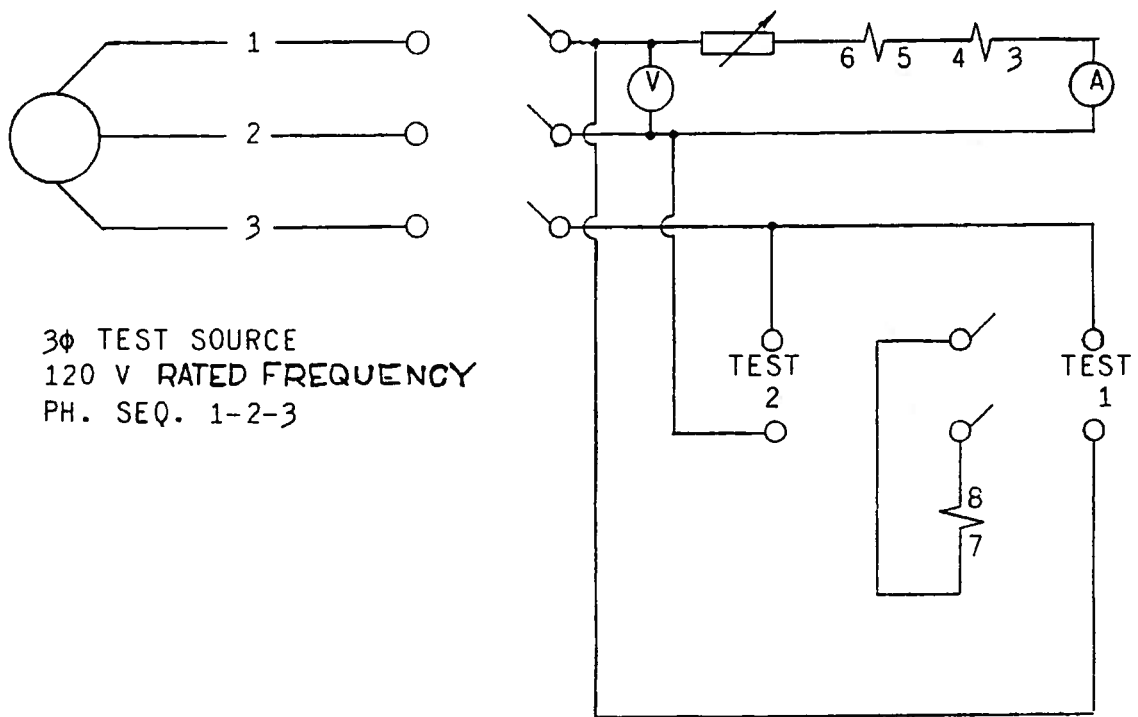 1
2
3
V
6 5 4 3
A
3φ TEST SOURCE
120 V RATED FREQUENCY
PH. SEQ. 1-2-3
TEST
2
TEST
1
8
7